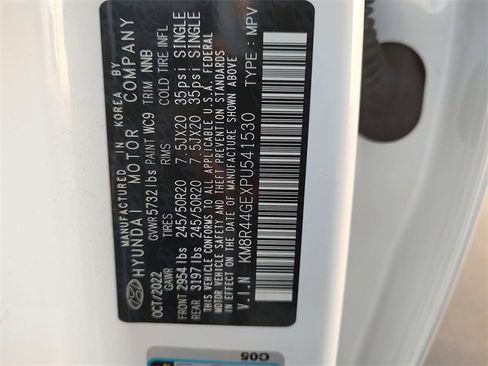 MANUFACTURED IN KOREA BY
HYUNDAI MOTOR COMPANY
OCT/2022 GVWR 5732 lbs PAINT WC9 TRIM NNB
GAWR TIRES RIMS COLD TIRE INFL
FRONT 2954 lbs 245/50R20 7.5JX20 35psi SINGLE
REAR 3197 lbs 245/50R20 7.5JX20 35psi SINGLE
THIS VEHICLE CONFORMS TO ALL APPLICABLE U.S.A. FEDERAL
MOTOR VEHICLE SAFETY AND THEFT PREVENTION STANDARDS
IN EFFECT ON THE DATE OF MANUFACTURE SHOWN ABOVE
V.I.N KM8R44GEXPU541530 TYPE : MPV
C05